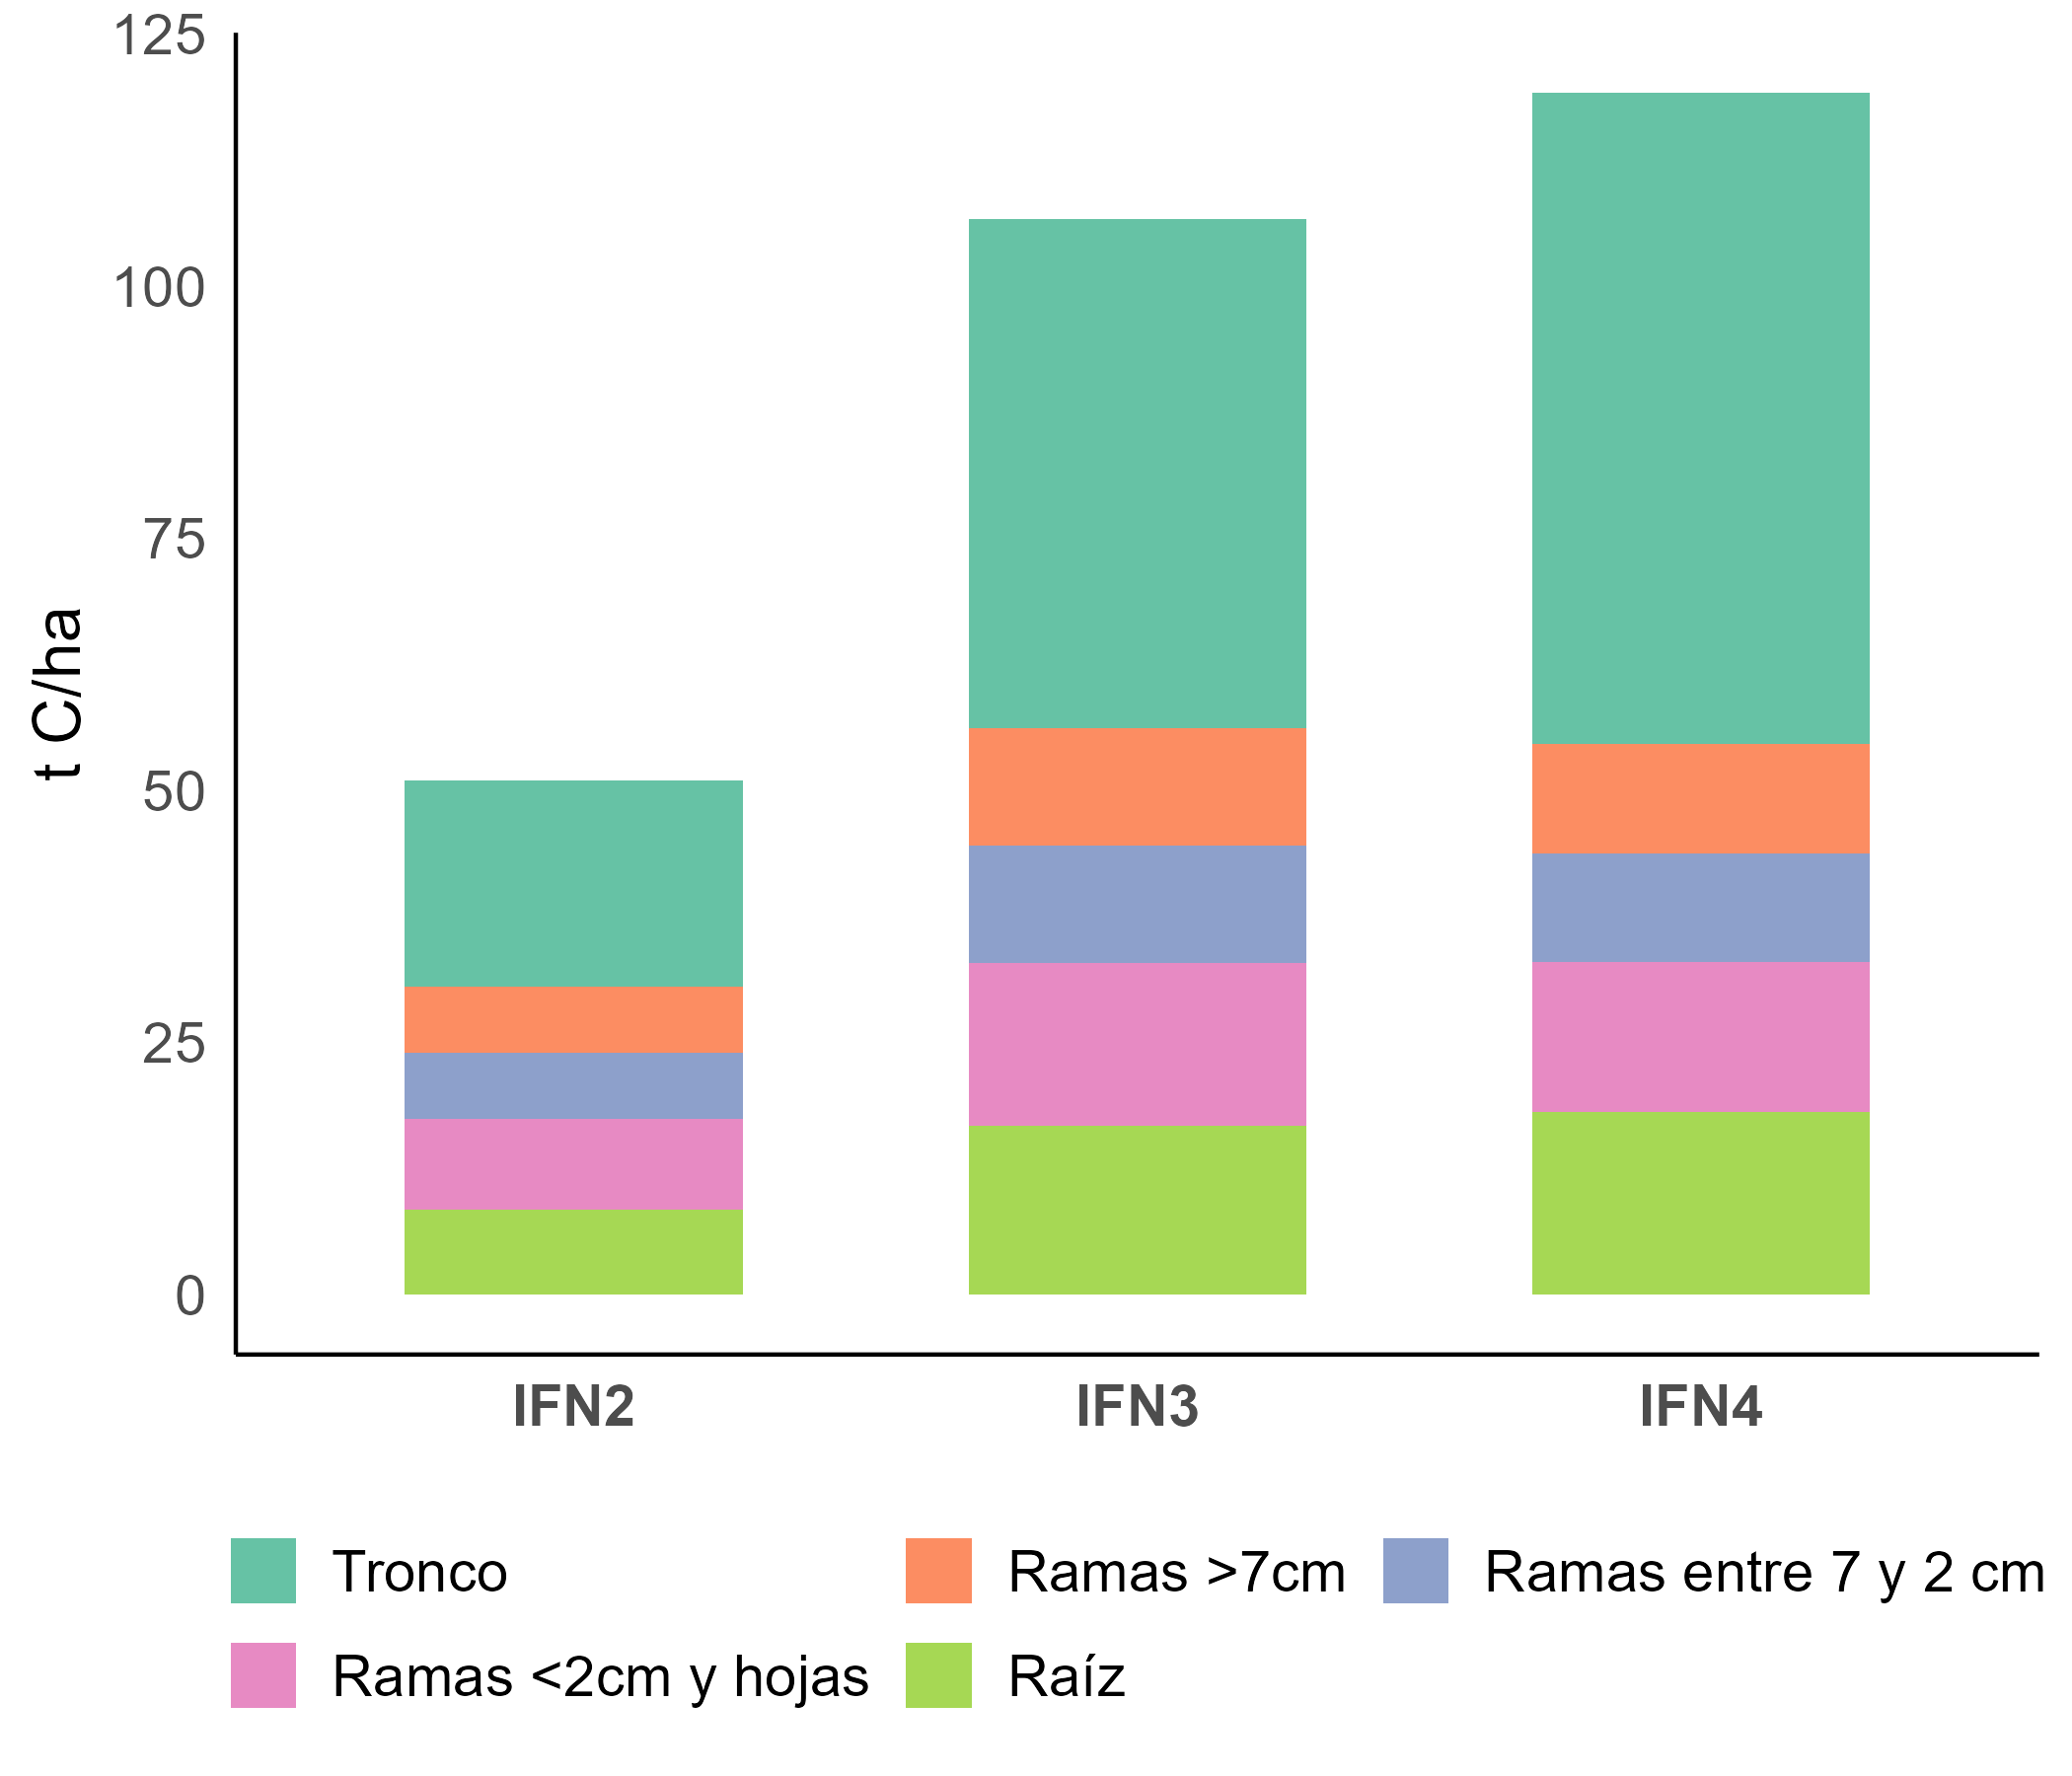 125
100
75
50
25
0
t C/ha
IFN2 IFN3 IFN4
Tronco Ramas >7cm Ramas entre 7 y 2 cm
Ramas <2cm y hojas Raíz